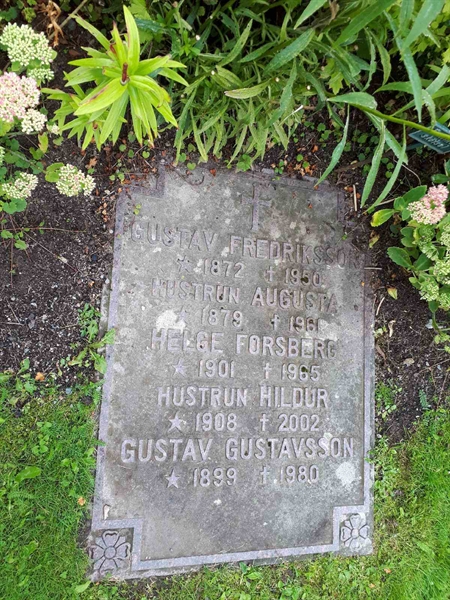 GUSTAV FREDRIKSSON
★ 1872 † 1950
HUSTRUN AUGUSTA
★ 1879 † 1961
HELGE FORSBERG
★ 1901 † 1965
HUSTRUN HILDUR
★ 1908 † 2002
GUSTAV GUSTAVSSON
★ 1899 † 1980